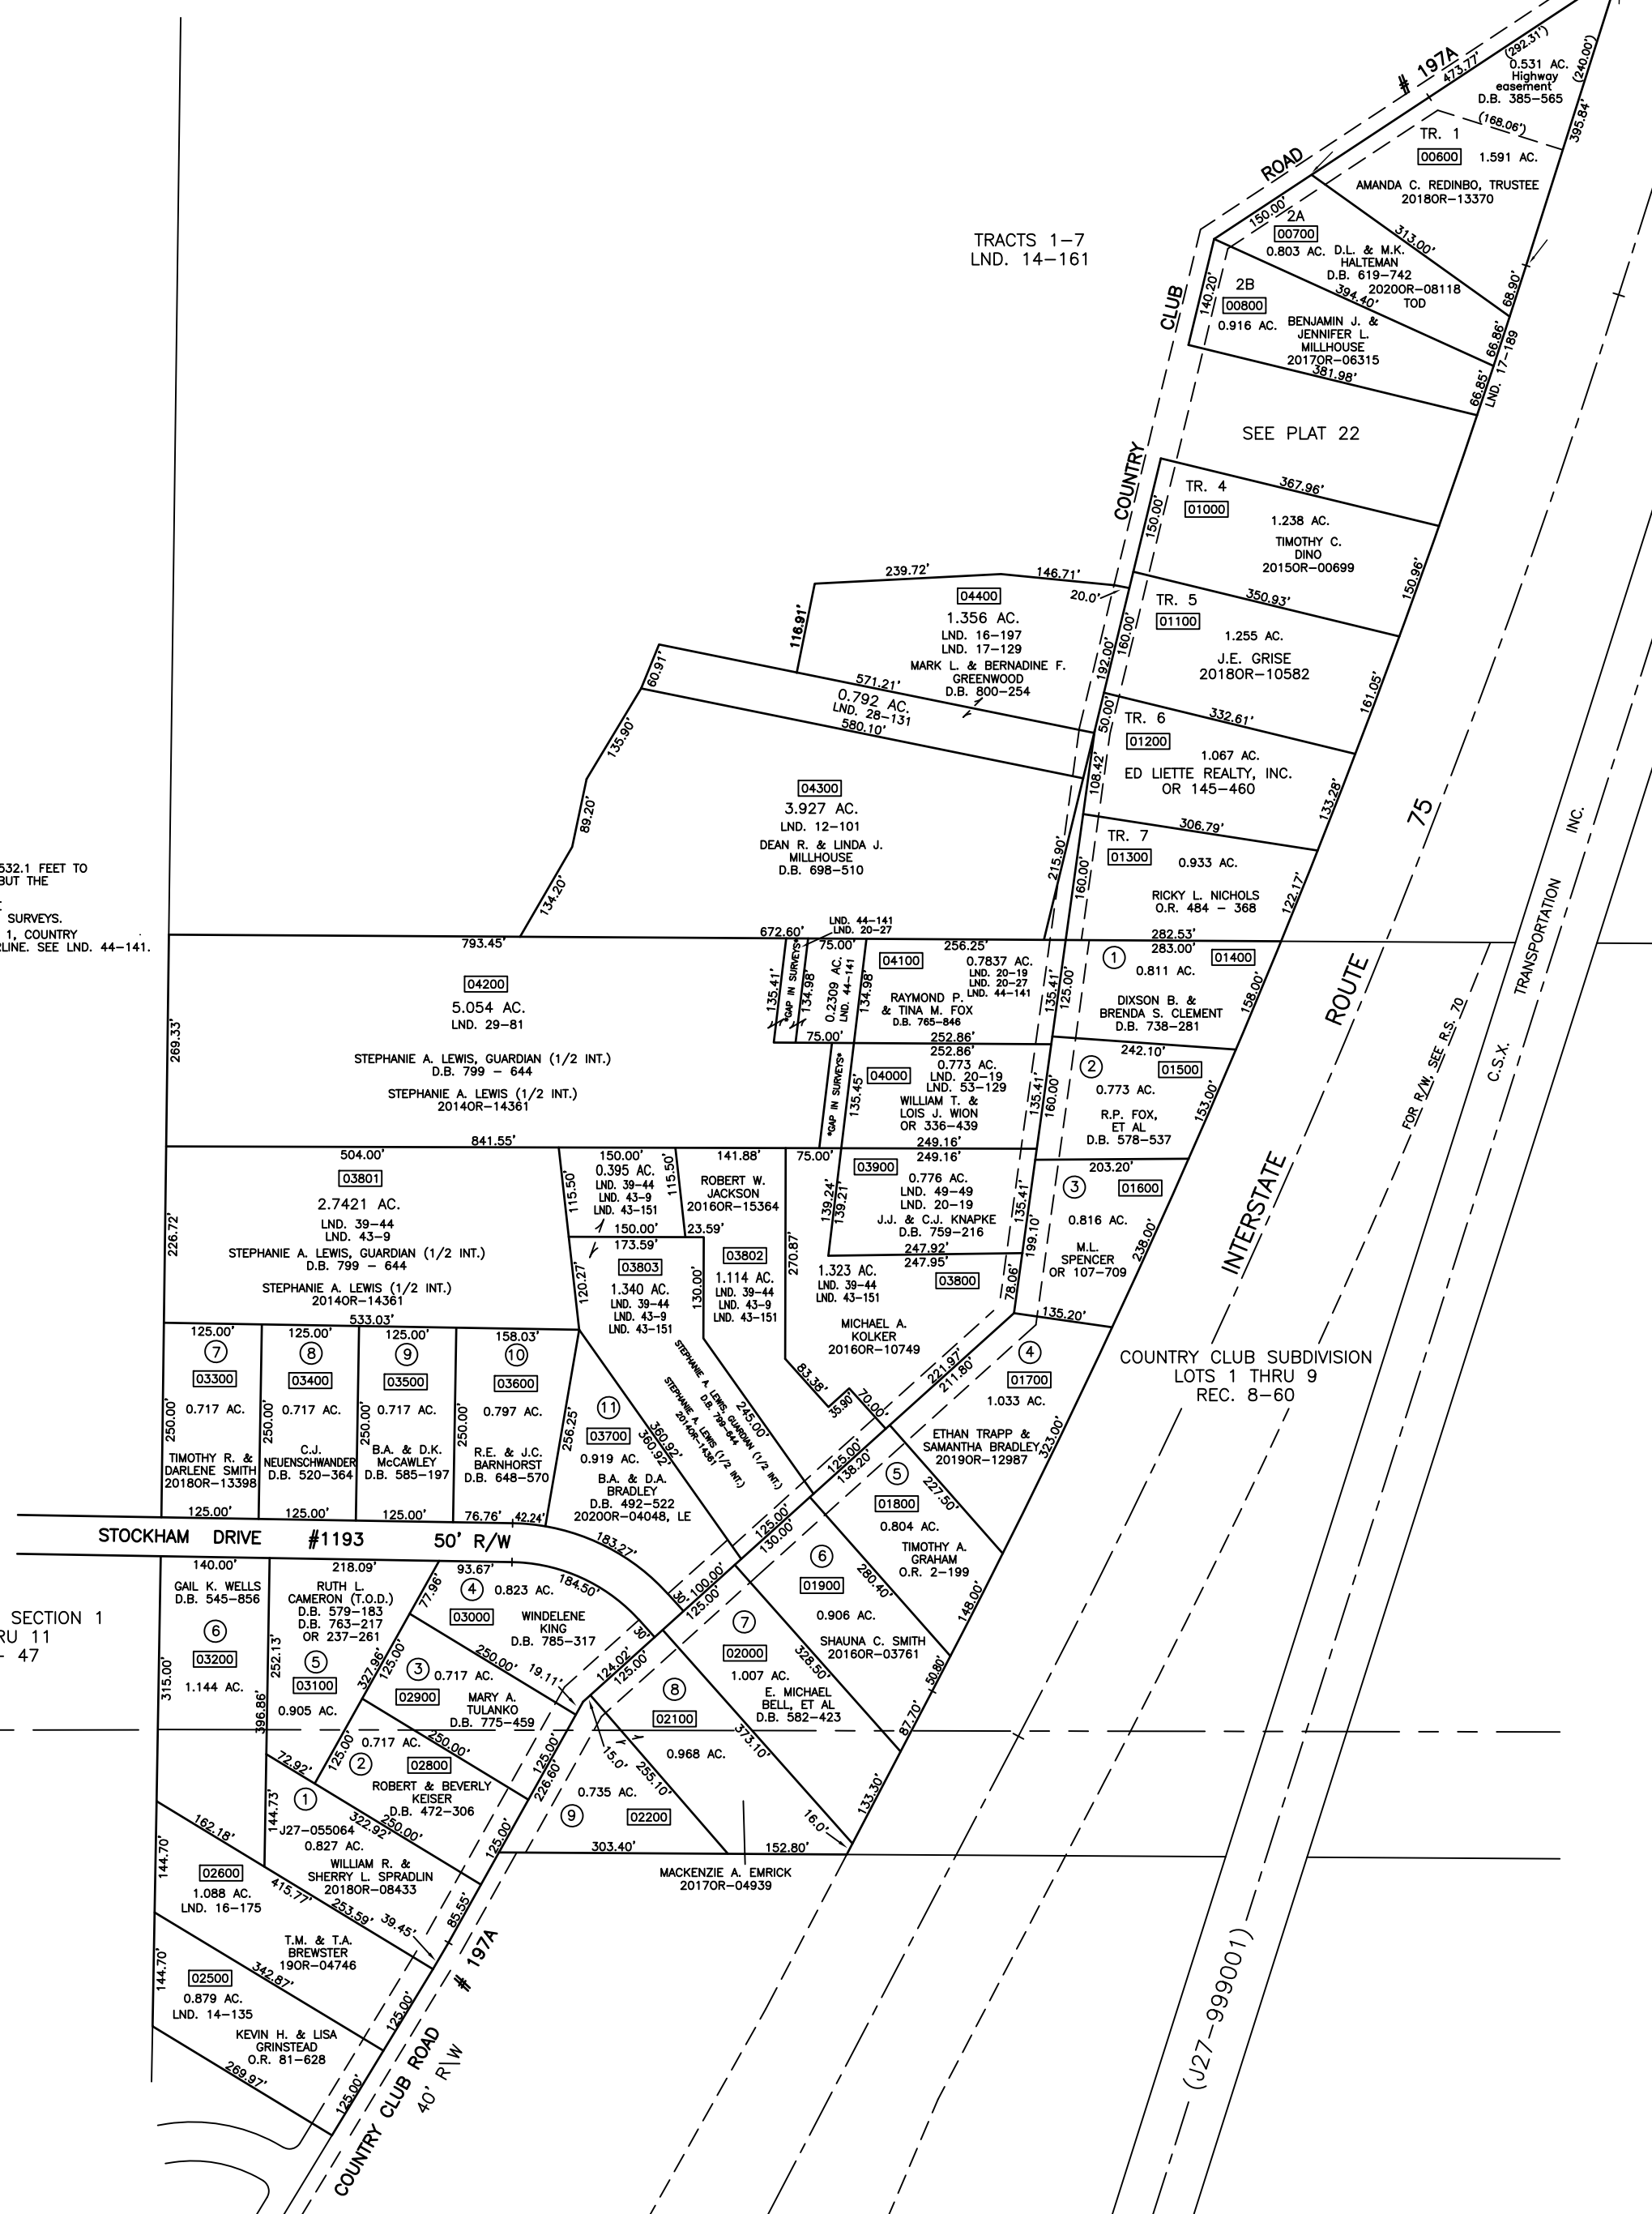 # 197A
473.77'
(292.31')
0.531 AC.
Highway
easement
D.B. 385-565
(240.00')
395.84'
(168.06')
TR. 1
00600 1.591 AC.
AMANDA C. REDINBO, TRUSTEE
2018OR-13370
ROAD
150.00'
2A
00700
0.803 AC. D.L. & M.K.
HALTEMAN
D.B. 619-742
2020OR-08118
TOD
313.00'
68.90'
394.40'
140.20'
2B
00800
0.916 AC.
BENJAMIN J. &
JENNIFER L.
MILLHOUSE
2017OR-06315
381.98'
66.86'
66.85'
LND. 17-189
TRACTS 1-7
LND. 14-161
CLUB
COUNTRY
SEE PLAT 22
367.96'
TR. 4
01000
150.00'
1.238 AC.
TIMOTHY C.
DINO
2015OR-00699
150.96'
350.93'
TR. 5
01100
160.00'
1.255 AC.
J.E. GRISE
2018OR-10582
161.05'
332.61'
TR. 6
01200
50.00'
108.42'
1.067 AC.
ED LIETTE REALTY, INC.
OR 145-460
133.28'
306.79'
TR. 7
01300
0.933 AC.
160.00'
RICKY L. NICHOLS
O.R. 484 - 368
122.17'
282.53'
239.72'
146.71'
20.0'
04400
1.356 AC.
LND. 16-197
LND. 17-129
MARK L. & BERNADINE F.
GREENWOOD
D.B. 800-254
116.91'
192.00'
60.91'
571.21'
0.792 AC.
LND. 28-131
580.10'
135.90'
89.20'
134.20'
04300
3.927 AC.
LND. 12-101
DEAN R. & LINDA J.
MILLHOUSE
D.B. 698-510
215.90'
532.1 FEET TO
BUT THE
SURVEYS.
1, COUNTRY
RLINE. SEE LND. 44-141.
793.45'
672.60'
LND. 44-141
LND. 20-27
269.33'
04200
5.054 AC.
LND. 29-81
STEPHANIE A. LEWIS, GUARDIAN (1/2 INT.)
D.B. 799 - 644
STEPHANIE A. LEWIS (1/2 INT.)
2014OR-14361
841.55'
135.41'
*GAP IN SURVEYS*
134.98'
75.00'
0.2309 AC.
LND. 44-141
134.98'
75.00'
256.25'
04100 0.7837 AC.
LND. 20-19
LND. 20-27
LND. 44-141
RAYMOND P.
& TINA M. FOX
D.B. 765-846
252.86'
135.41'
125.00'
283.00'
1 01400
0.811 AC.
DIXSON B. &
BRENDA S. CLEMENT
D.B. 738-281
158.00'
242.10'
*GAP IN SURVEYS*
135.45'
252.86'
0.773 AC.
04000 LND. 20-19
LND. 53-129
WILLIAM T. &
LOIS J. WION
OR 336-439
249.16'
135.41'
160.00'
2 01500
0.773 AC.
R.P. FOX,
ET AL
D.B. 578-537
153.00'
203.20'
226.72'
504.00'
03801
2.7421 AC.
LND. 39-44
LND. 43-9
STEPHANIE A. LEWIS, GUARDIAN (1/2 INT.)
D.B. 799 - 644
STEPHANIE A. LEWIS (1/2 INT.)
2014OR-14361
533.03'
115.50'
150.00'
0.395 AC.
LND. 39-44
LND. 43-9
LND. 43-151
150.00'
115.50'
23.59'
141.88'
ROBERT W.
JACKSON
2016OR-15364
03802
1.114 AC.
LND. 39-44
LND. 43-9
LND. 43-151
270.87'
130.00'
120.27'
173.59'
03803
1.340 AC.
LND. 39-44
LND. 43-9
LND. 43-151
STEPHANIE A. LEWIS, GUARDIAN (1/2 INT.)
D.B. 799-644
STEPHANIE A. LEWIS (1/2 INT.)
2014OR-14361
245.00'
75.00'
139.24'
139.21'
249.16'
03900
0.776 AC.
LND. 49-49
LND. 20-19
J.J. & C.J. KNAPKE
D.B. 759-216
247.92'
135.41'
199.10'
247.95'
1.323 AC.
LND. 39-44
LND. 43-151
03800
78.06'
MICHAEL A.
KOLKER
2016OR-10749
83.38'
35.90'
70.00'
221.97'
211.80'
3 01600
0.816 AC.
M.L.
SPENCER
OR 107-709
238.00'
135.20'
4
01700
1.033 AC.
ETHAN TRAPP &
SAMANTHA BRADLEY
2019OR-12987
323.00'
227.50'
COUNTRY CLUB SUBDIVISION
LOTS 1 THRU 9
REC. 8-60
INTERSTATE
ROUTE
75
FOR R/W, SEE R.S. 70
C.S.X.
TRANSPORTATION
INC.
(J27-999001)
125.00'
7
03300
0.717 AC.
250.00'
TIMOTHY R. &
DARLENE SMITH
2018OR-13398
125.00'
125.00'
8
03400
0.717 AC.
250.00'
C.J.
NEUENSCHWANDER
D.B. 520-364
125.00'
125.00'
9
03500
0.717 AC.
250.00'
B.A. & D.K.
McCAWLEY
D.B. 585-197
125.00'
158.03'
10
03600
0.797 AC.
250.00'
R.E. & J.C.
BARNHORST
D.B. 648-570
76.76'
42.24'
256.25'
11
03700
0.919 AC.
B.A. & D.A.
BRADLEY
D.B. 492-522
2020OR-04048, LE
360.92'
360.92'
183.27'
125.00'
138.20'
5
01800
0.804 AC.
TIMOTHY A.
GRAHAM
O.R. 2-199
148.00'
280.40'
125.00'
130.00'
6
01900
0.906 AC.
SHAUNA C. SMITH
2016OR-03761
50.80'
328.50'
30'
100.00'
125.00'
7
02000
1.007 AC.
E. MICHAEL
BELL, ET AL
D.B. 582-423
87.70'
373.10'
STOCKHAM DRIVE #1193 50' R/W
SECTION 1
RU 11
- 47
140.00'
GAIL K. WELLS
D.B. 545-856
6
03200
1.144 AC.
315.00'
252.13'
396.86'
218.09'
RUTH L.
CAMERON (T.O.D.)
D.B. 579-183
D.B. 763-217
OR 237-261
5
03100
0.905 AC.
327.96'
72.92'
77.96'
93.67'
4 0.823 AC.
03000
WINDELENE
KING
D.B. 785-317
184.50'
30'
250.00'
19.11'
124.02'
125.00'
125.00'
3 0.717 AC.
02900
MARY A.
TULANKO
D.B. 775-459
250.00'
125.00'
226.60'
125.00'
0.717 AC.
2 02800
ROBERT & BEVERLY
KEISER
D.B. 472-306
250.00'
322.92'
125.00'
1
J27-055064
0.827 AC.
WILLIAM R. &
SHERRY L. SPRADLIN
2018OR-08433
144.73'
253.59'
39.45'
85.55'
8
02100
0.968 AC.
15.0'
255.10'
133.30'
16.0'
0.735 AC.
9 02200
303.40'
152.80'
MACKENZIE A. EMRICK
2017OR-04939
162.18'
144.70'
02600
1.088 AC.
LND. 16-175
415.77'
T.M. & T.A.
BREWSTER
19OR-04746
125.00'
144.70'
342.87'
02500
0.879 AC.
LND. 14-135
KEVIN H. & LISA
GRINSTEAD
O.R. 81-628
269.97'
125.00'
# 197A
COUNTRY CLUB ROAD
40' R\W